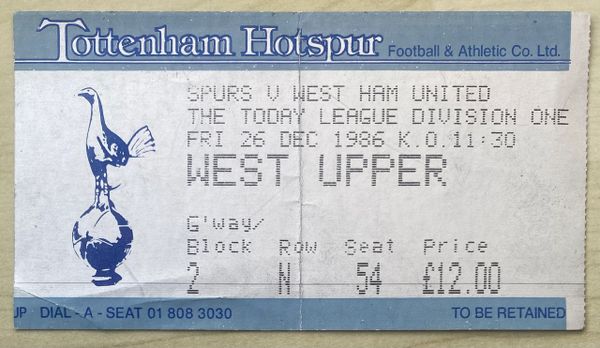 Tottenham Hotspur Football & Athletic Co. Ltd.
SPURS V WEST HAM UNITED
THE TODAY LEAGUE DIVISION ONE
FRI 26 DEC 1986 K.O.11:30
WEST UPPER
G'way/
Block Row Seat Price
2 N 54 £12.00
UP DIAL - A - SEAT 01 808 3030 TO BE RETAINED